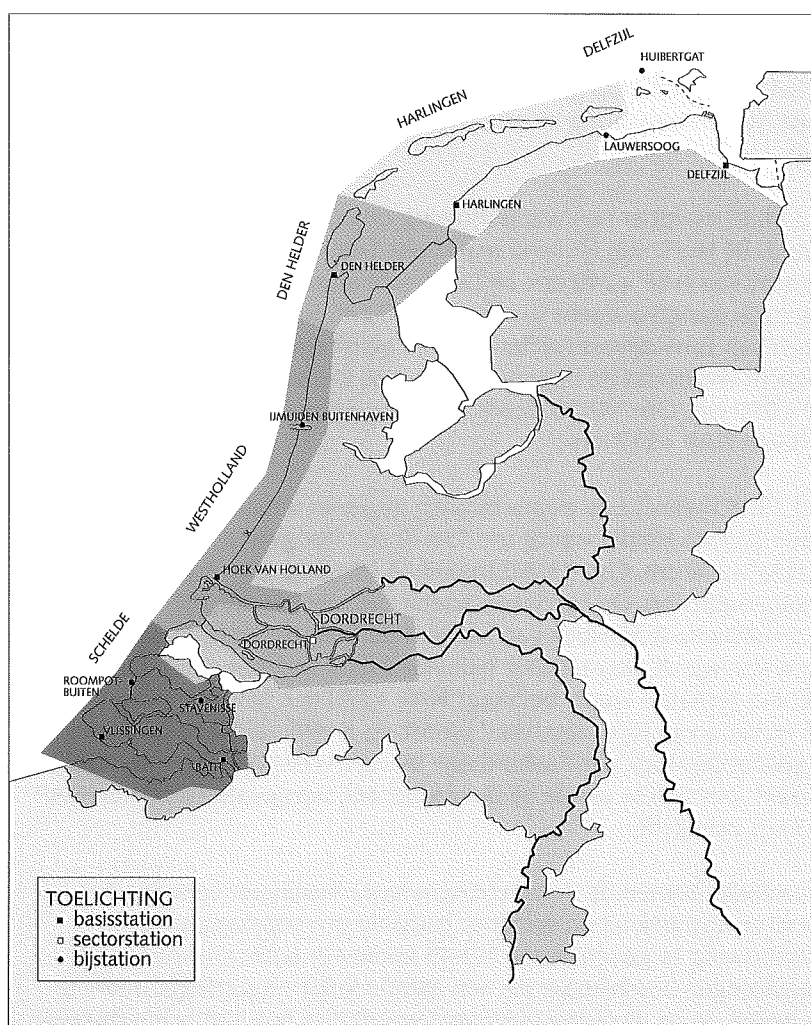 DELFZIJL
HUIBERTGAT
HARLINGEN
LAUWERSOOG
DELFZIJL
HARLINGEN
DEN HELDER
DEN HELDER
IJMUIDEN BUITENHAVEN
WESTHOLLAND
HOEK VAN HOLLAND
DORDRECHT
DORDRECHT
SCHELDE
ROOMPOT-
BUITEN
STAVENISSE
VLISSINGEN
BATH
TOELICHTING
basisstation
sectorstation
bijstation